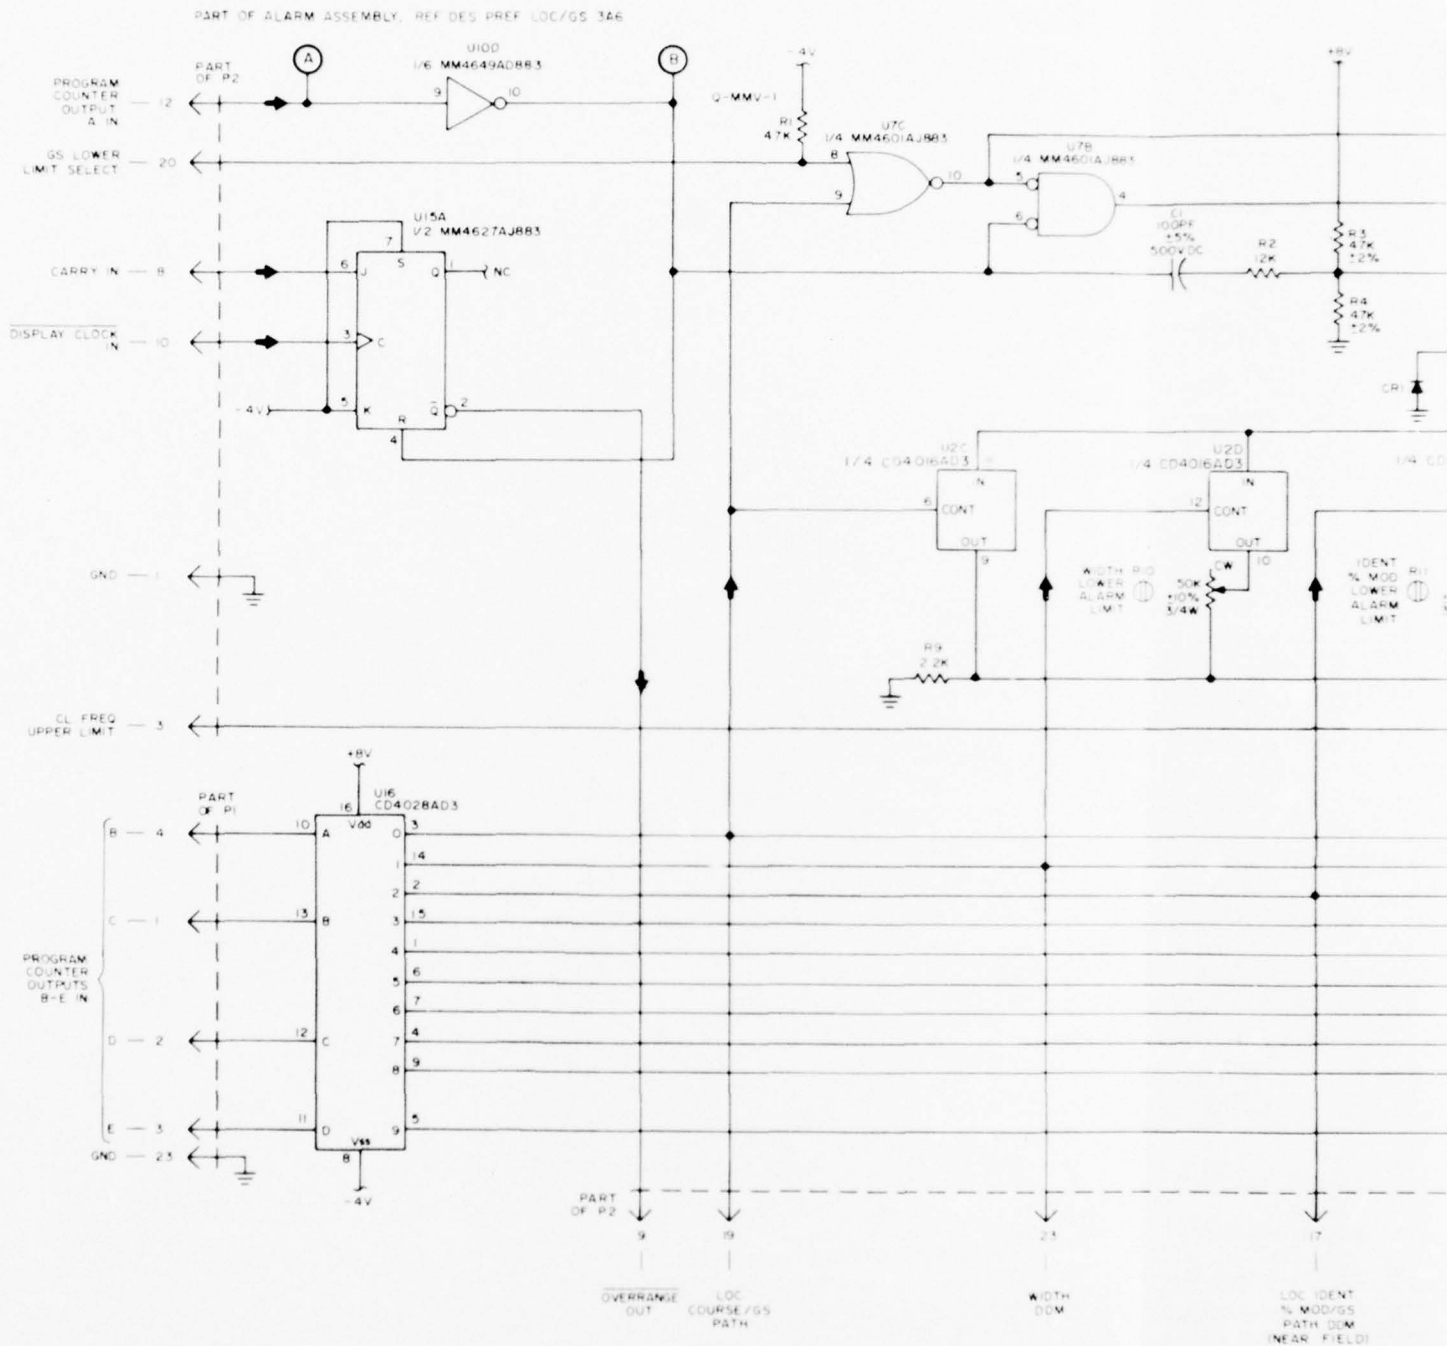 PART OF ALARM ASSEMBLY. REF DES PREF LOC/GS 3A6
A
B
U10D
1/6 MM4649AD883
9
10
PART
OF P2
PROGRAM
COUNTER
OUTPUT
A IN
12
GS LOWER
LIMIT SELECT
20
-4V
Q-MMV-1
R1
47K
U7C
1/4 MM4601AJ883
8
9
10
U7B
1/4 MM4601AJ883
5
6
4
+8V
C1
100PF
±5%
500VDC
R2
12K
R3
47K
±2%
R4
47K
±2%
CR1
U15A
1/2 MM4627AJ883
7
S
6
J
Q
1
NC
3
C
-4V
5
K
Q
2
R
4
CARRY IN
8
DISPLAY CLOCK
IN
10
GND
1
U2C
1/4 CD4016AD3
IN
6
CONT
OUT
9
U2D
1/4 CD4016AD3
IN
12
CONT
OUT
10
1/4 CD
WIDTH R10
LOWER
ALARM
LIMIT
CW
50K
±10%
3/4W
IDENT R11
% MOD
LOWER
ALARM
LIMIT
R9
2.2K
CL FREQ
UPPER LIMIT
3
+8V
U16
CD4028AD3
16
Vdd
PART
OF P1
B
4
10
A
0
3
1
14
2
2
C
1
13
B
3
15
4
1
PROGRAM
COUNTER
OUTPUTS
B-E IN
5
6
6
7
D
2
12
C
7
4
8
9
E
3
11
D
9
5
GND
23
Vss
8
-4V
PART
OF P2
9
19
23
17
OVERRANGE
OUT
LOC
COURSE/GS
PATH
WIDTH
DDM
LOC IDENT
% MOD/GS
PATH DDM
(NEAR FIELD)